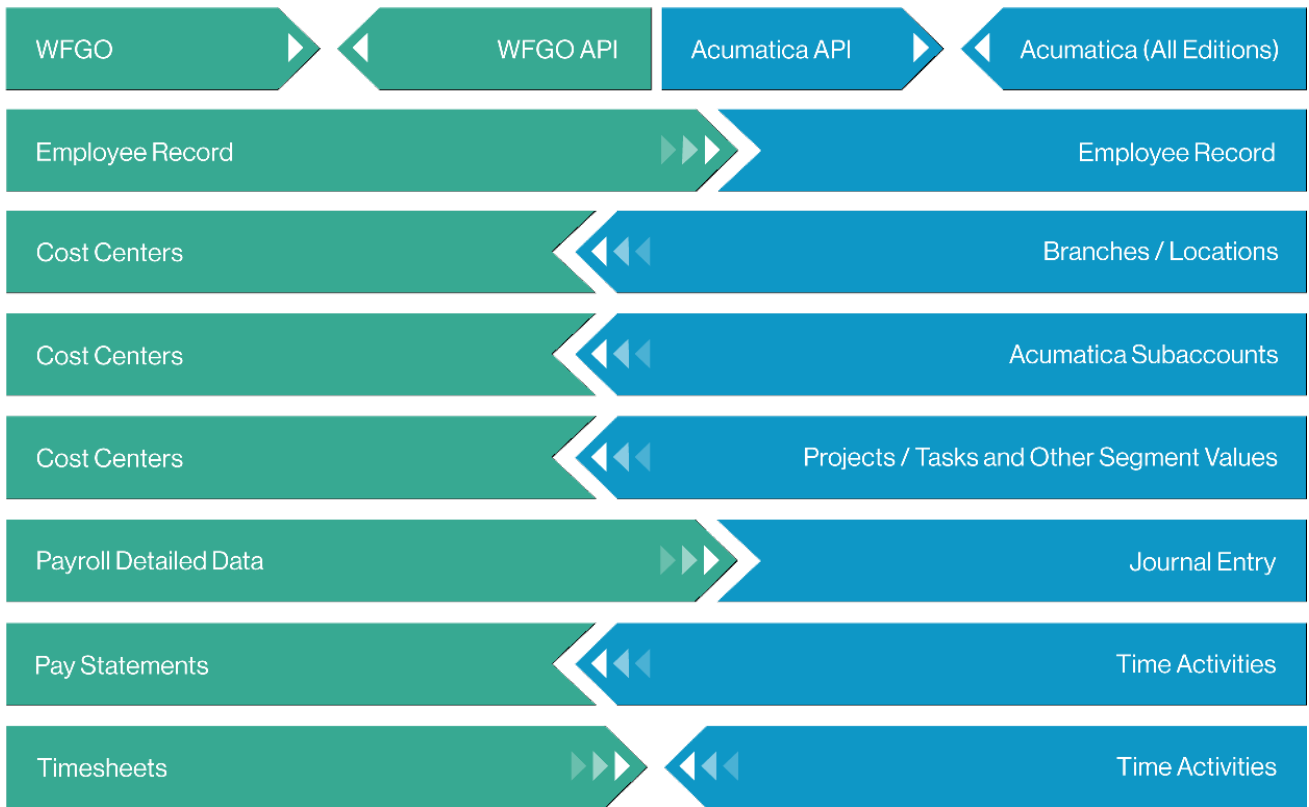 WFGO
WFGO API
Acumatica API
Acumatica (All Editions)
Employee Record
Employee Record
Cost Centers
Branches / Locations
Cost Centers
Acumatica Subaccounts
Cost Centers
Projects / Tasks and Other Segment Values
Payroll Detailed Data
Journal Entry
Pay Statements
Time Activities
Timesheets
Time Activities